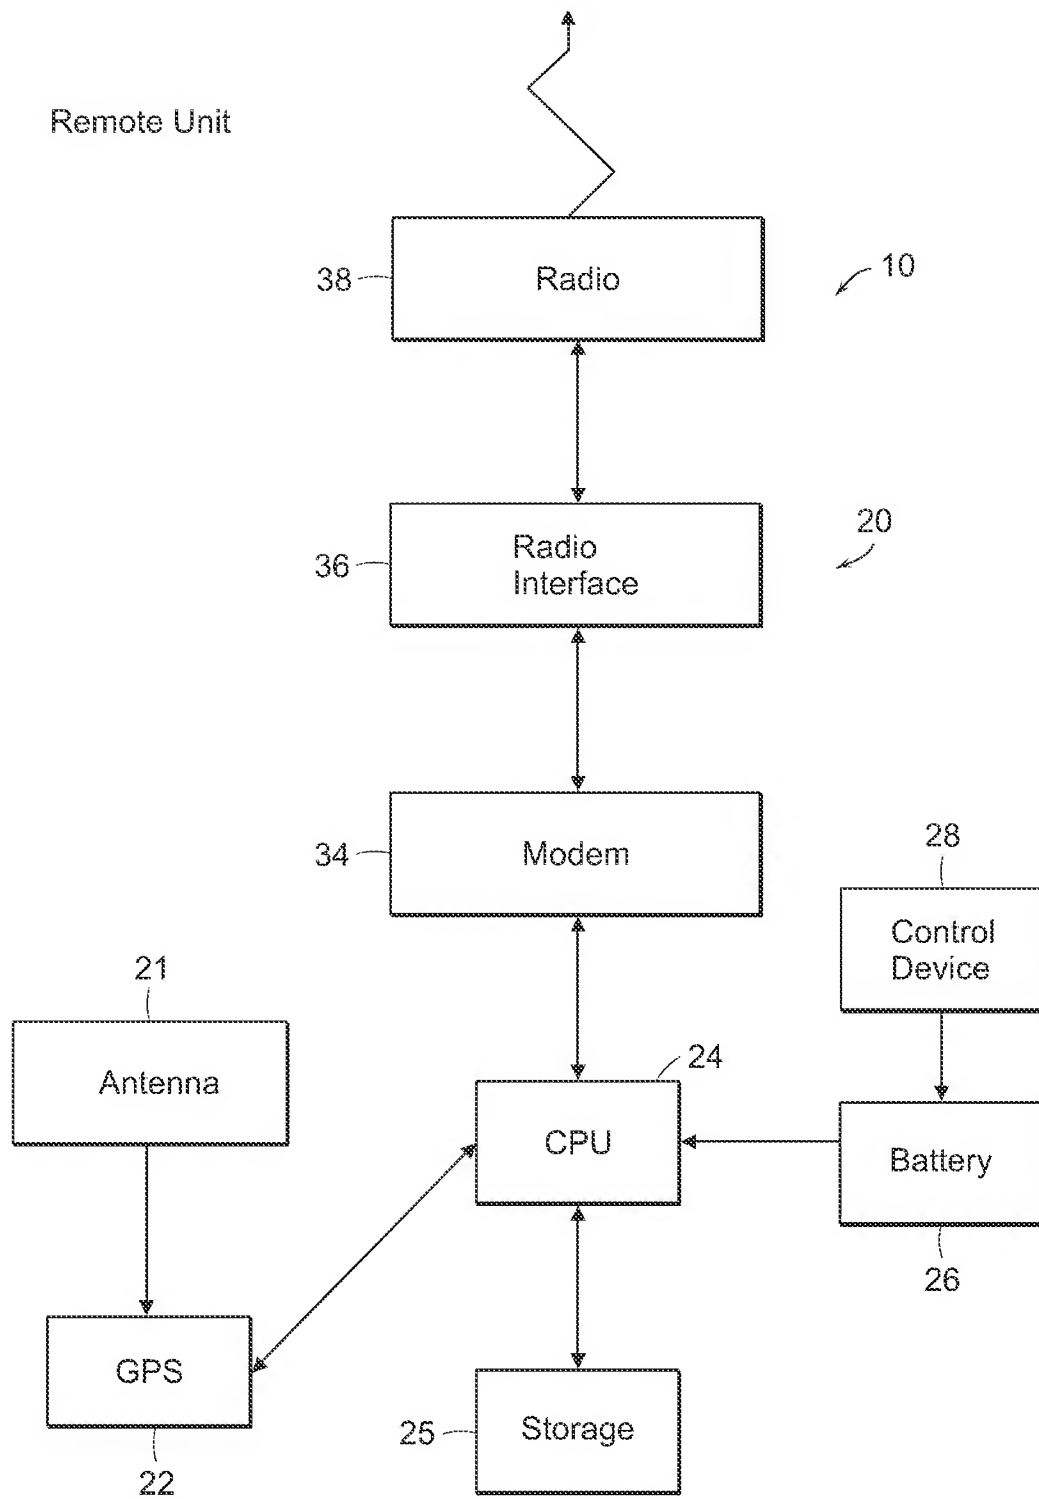 Remote Unit
38
Radio
10
20
36
Radio
Interface
34
Modem
28
Control
Device
21
Antenna
24
CPU
Battery
26
GPS
22
25
Storage